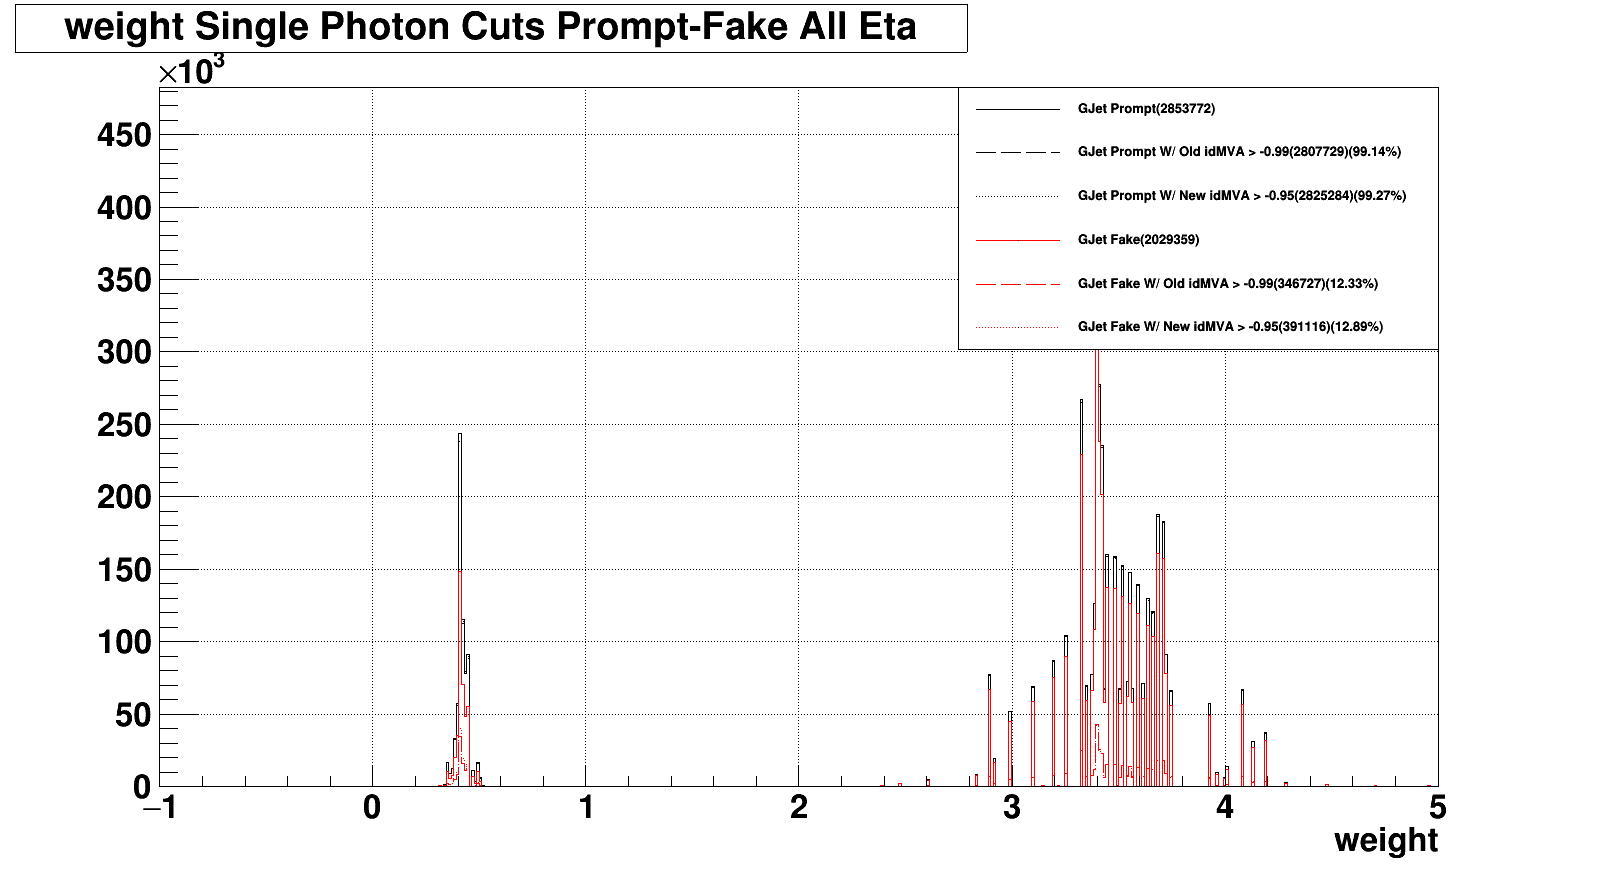 weight Single Photon Cuts Prompt-Fake All Eta
×10³
GJet Prompt(2853772)
GJet Prompt W/ Old idMVA > -0.99(2807729)(99.14%)
GJet Prompt W/ New idMVA > -0.95(2825284)(99.27%)
GJet Fake(2029359)
GJet Fake W/ Old idMVA > -0.99(346727)(12.33%)
GJet Fake W/ New idMVA > -0.95(391116)(12.89%)
450
400
350
300
250
200
150
100
50
0
−1 0 1 2 3 4 5
weight